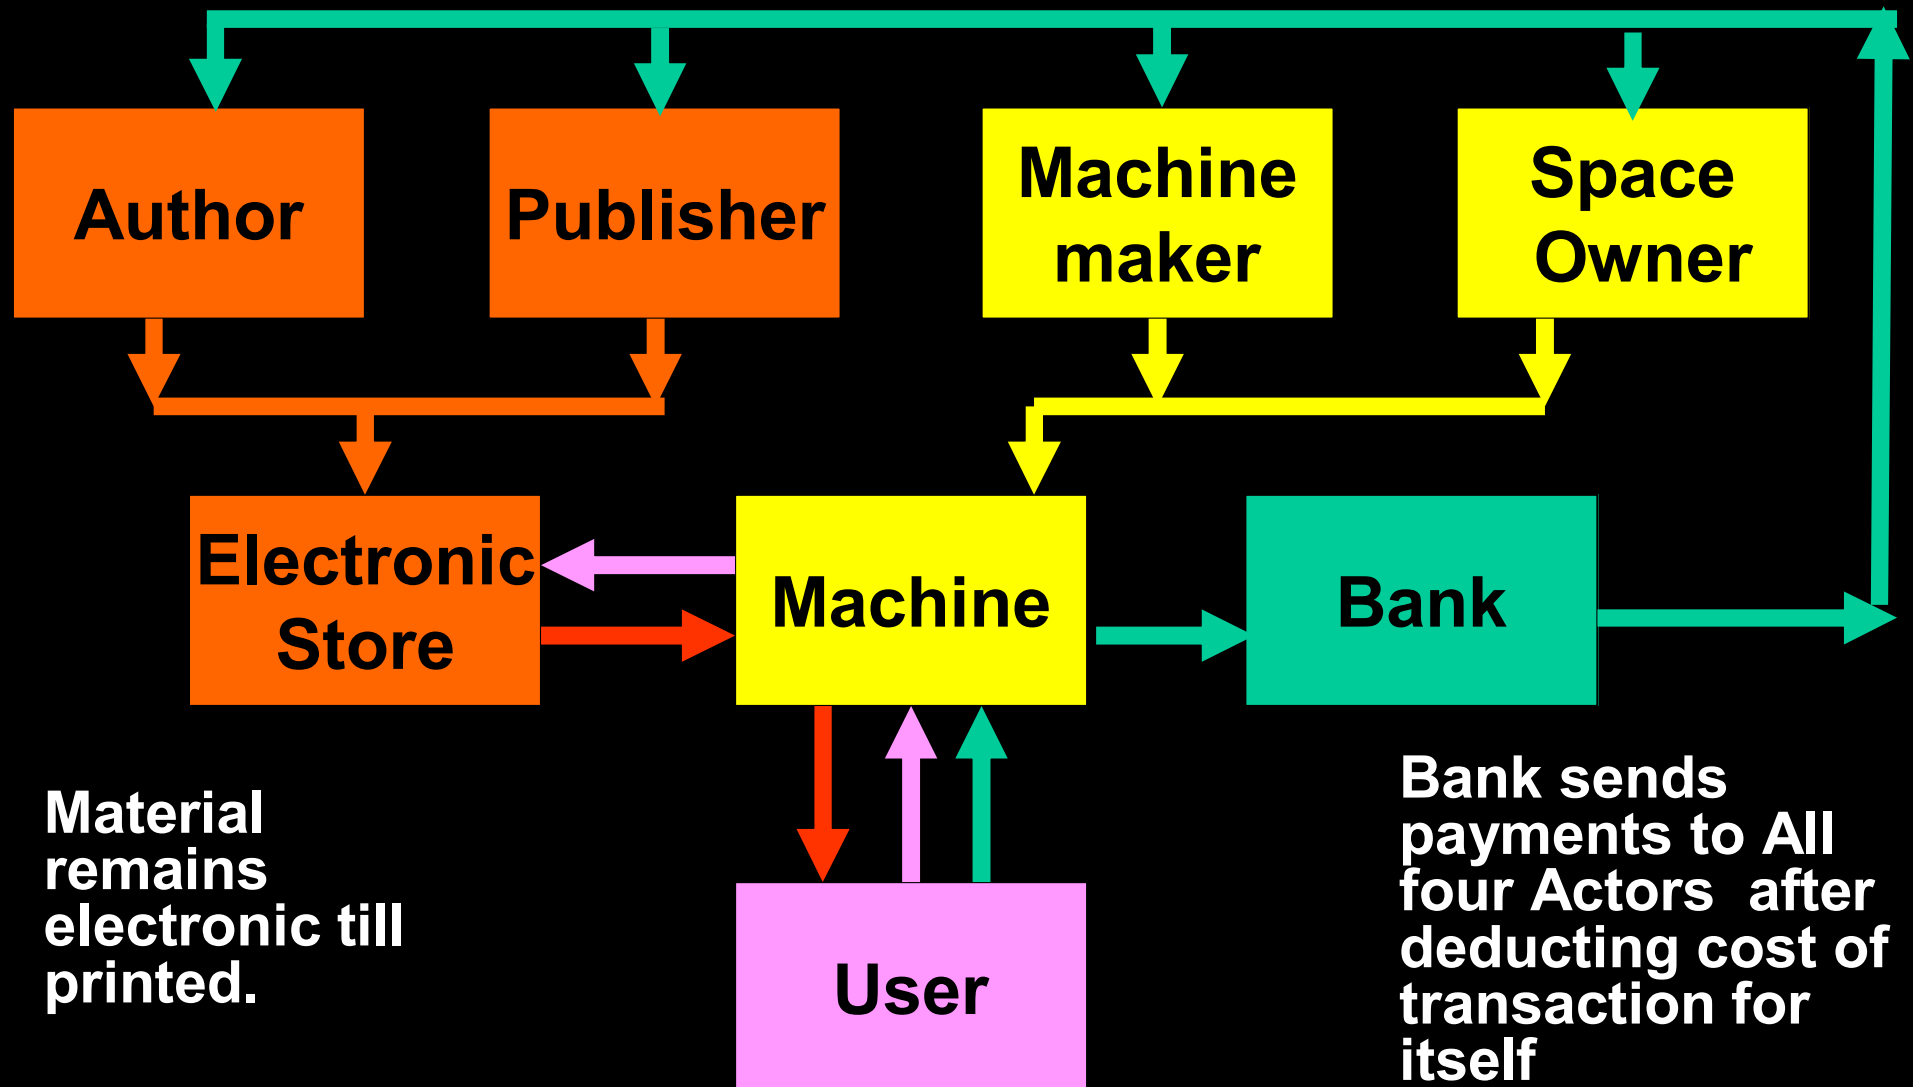 Author
Publisher
Machine
maker
Space
Owner
Electronic
Store
Machine
Bank
Material
remains
electronic till
printed.
User
Bank sends
payments to All
four Actors  after
deducting cost of
transaction for
itself